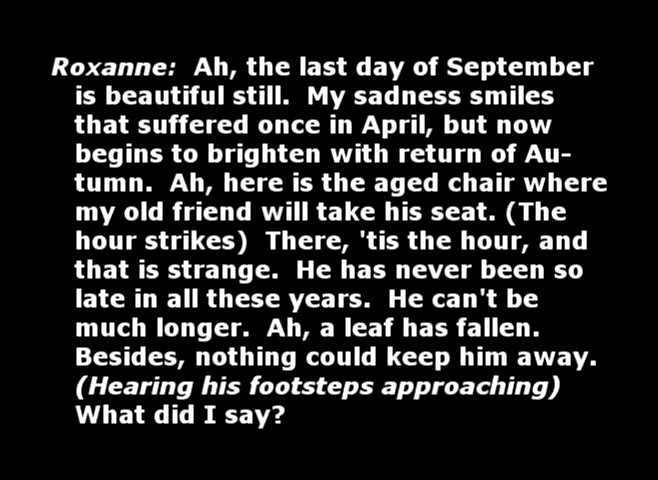 Roxanne: Ah, the last day of September
is beautiful still. My sadness smiles
that suffered once in April, but now
begins to brighten with return of Au-
tumn. Ah, here is the aged chair where
my old friend will take his seat. (The
hour strikes) There, 'tis the hour, and
that is strange. He has never been so
late in all these years. He can't be
much longer. Ah, a leaf has fallen.
Besides, nothing could keep him away.
(Hearing his footsteps approaching)
What did I say?